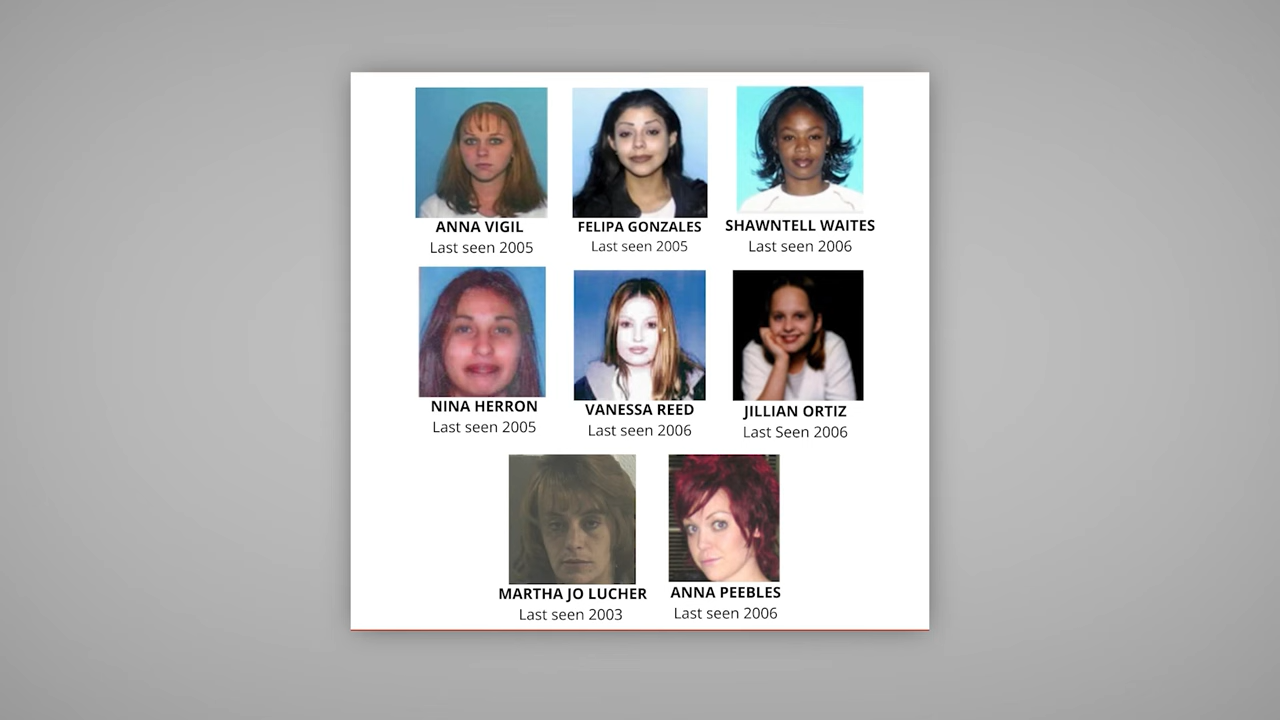 ANNA VIGIL
Last seen 2005
FELIPA GONZALES
Last seen 2005
SHAWNTELL WAITES
Last seen 2006
NINA HERRON
Last seen 2005
VANESSA REED
Last seen 2006
JILLIAN ORTIZ
Last Seen 2006
MARTHA JO LUCHER
Last seen 2003
ANNA PEEBLES
Last seen 2006